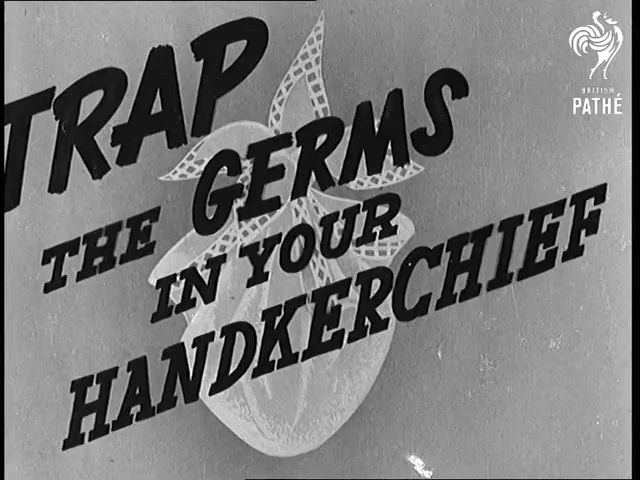 TRAP
THE GERMS
IN YOUR
HANDKERCHIEF
BRITISH
PATHÉ